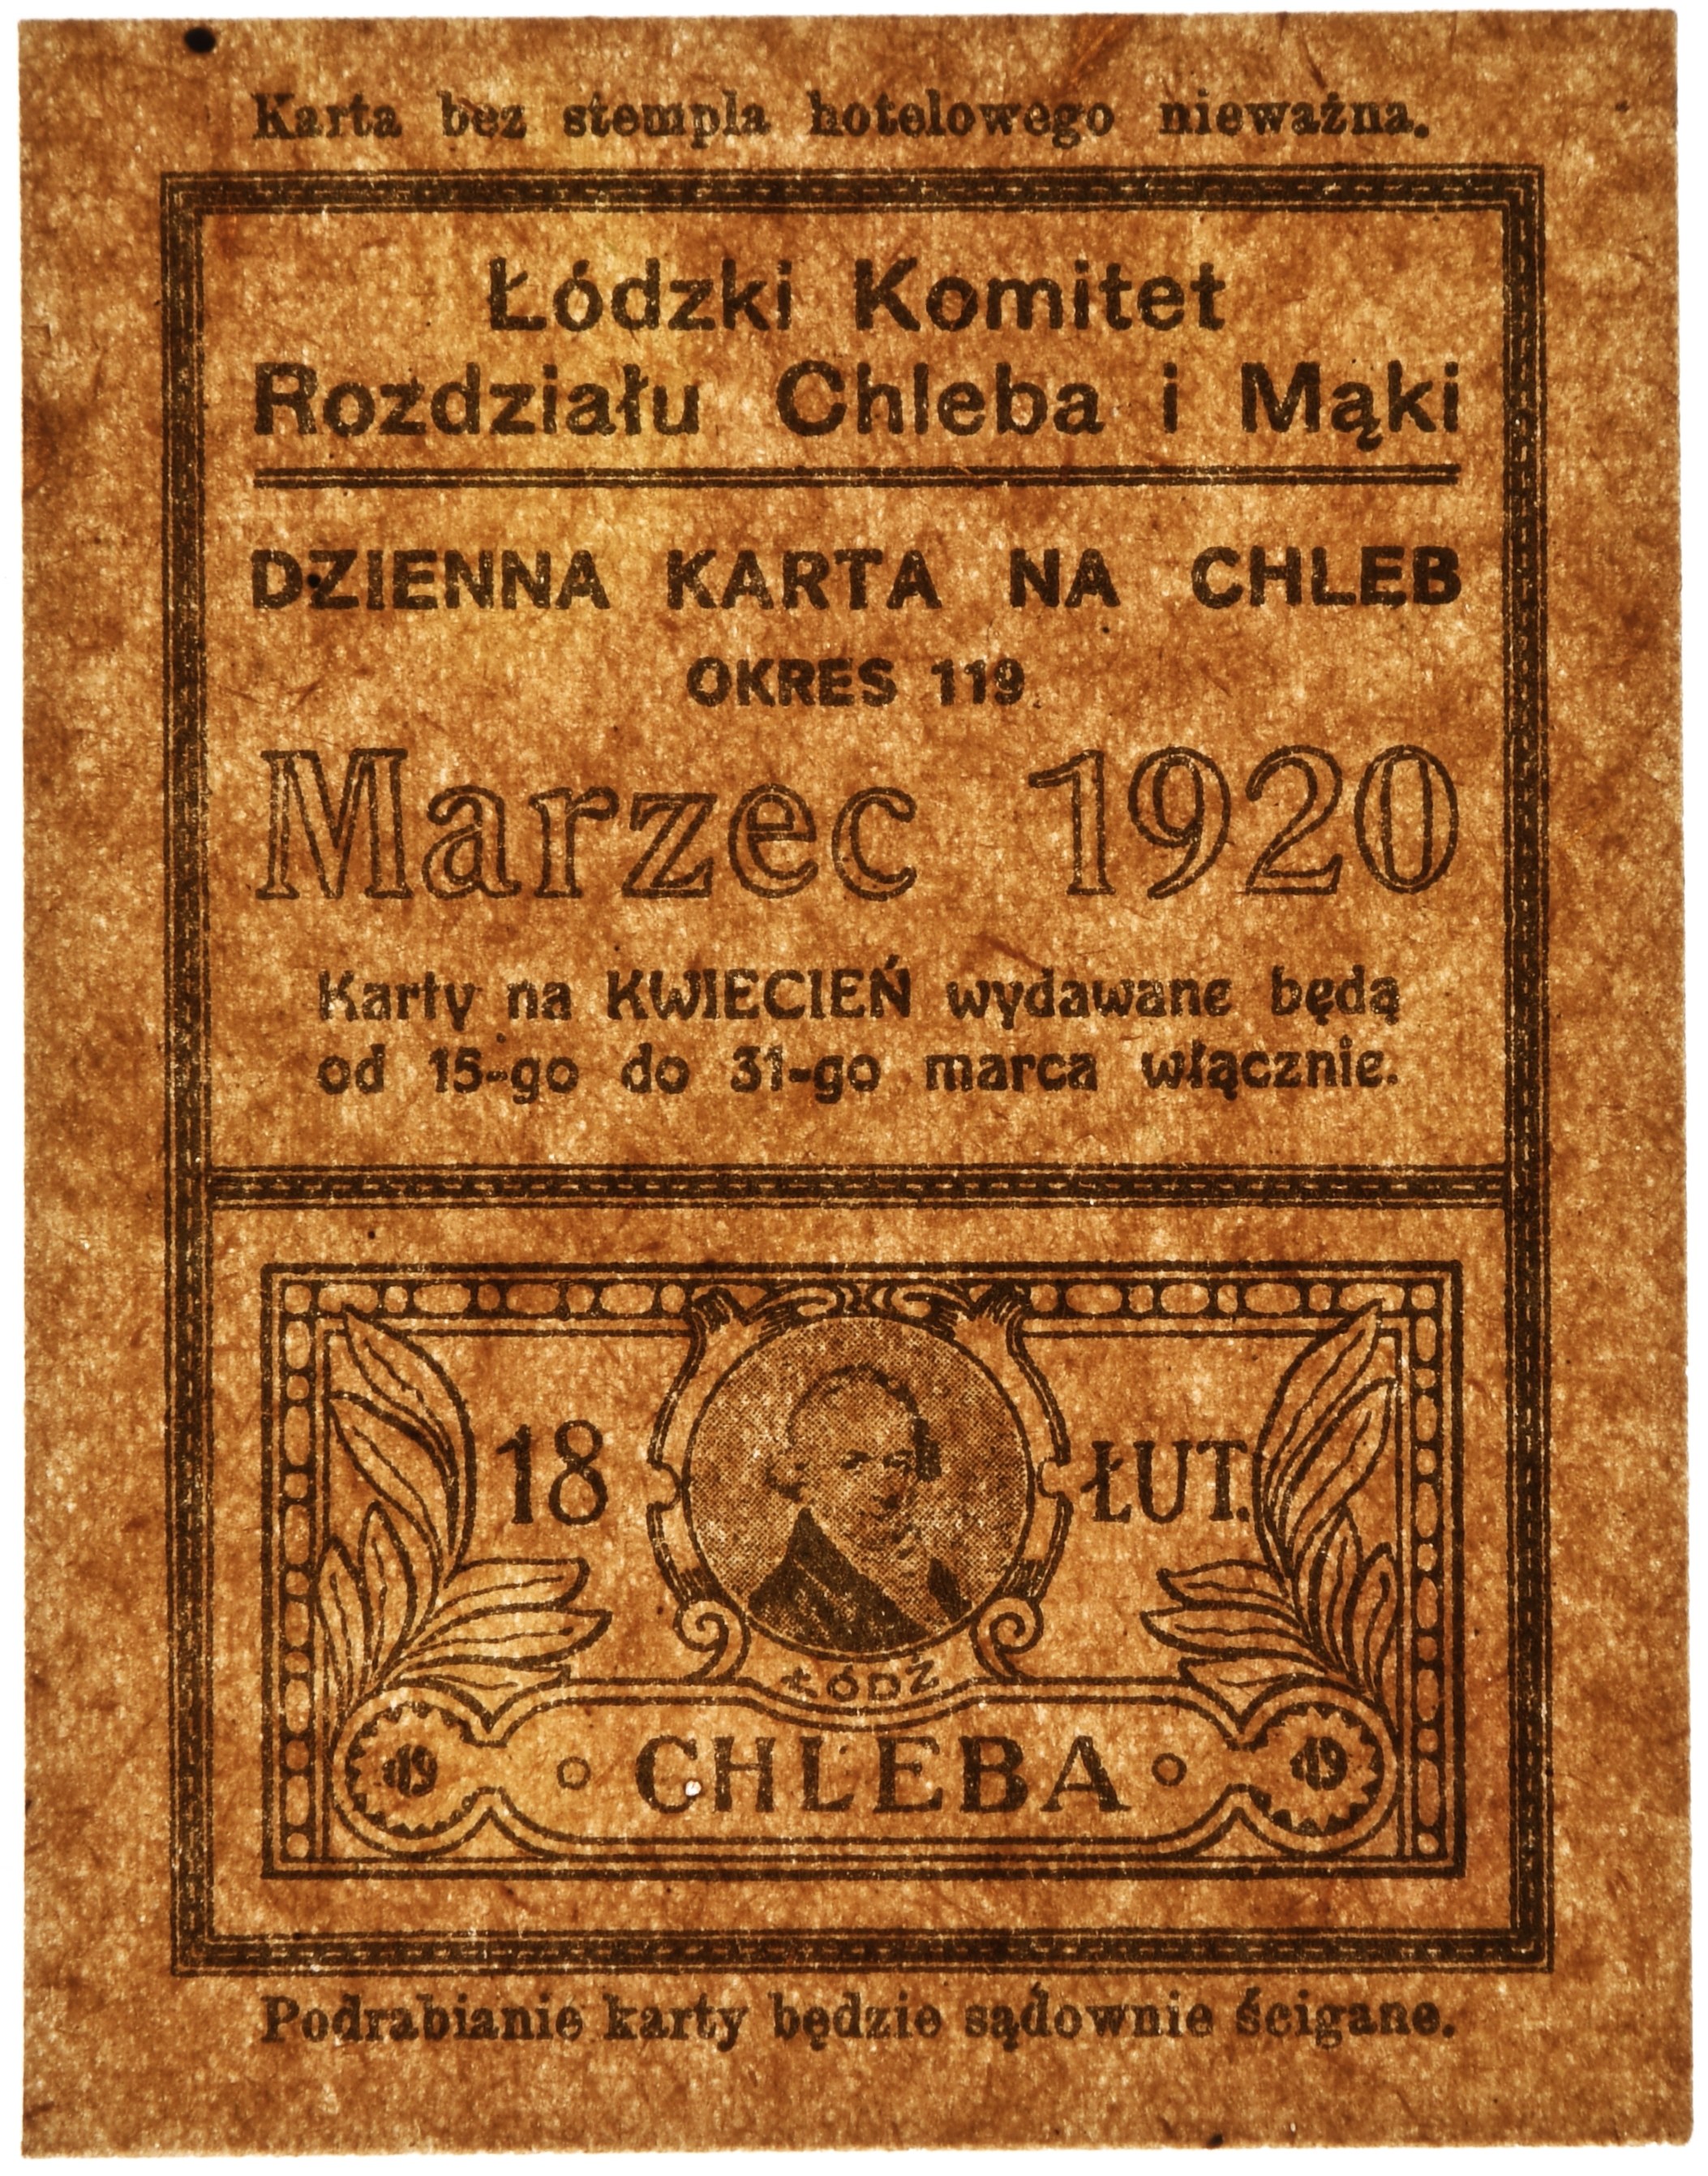 Karta bez stempla hotelowego nieważna.
Łódzki Komitet
Rozdziału Chleba i Mąki
DZIENNA KARTA NA CHLEB
OKRES 119
Marzec 1920
Karty na KWIECIEŃ wydawane będą
od 15-go do 31-go marca włącznie.
18 ŁUT.
ŁÓDŹ
CHLEBA
Podrabianie karty będzie sądownie ścigane.